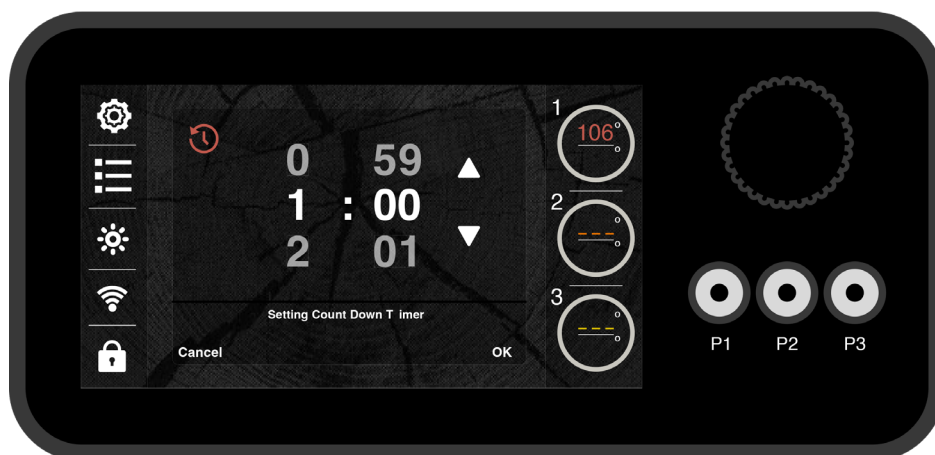 0 59
1 : 00
2 01
Setting Count Down T imer
Cancel OK
1
106°
°
2
---°
°
3
---°
°
P1 P2 P3